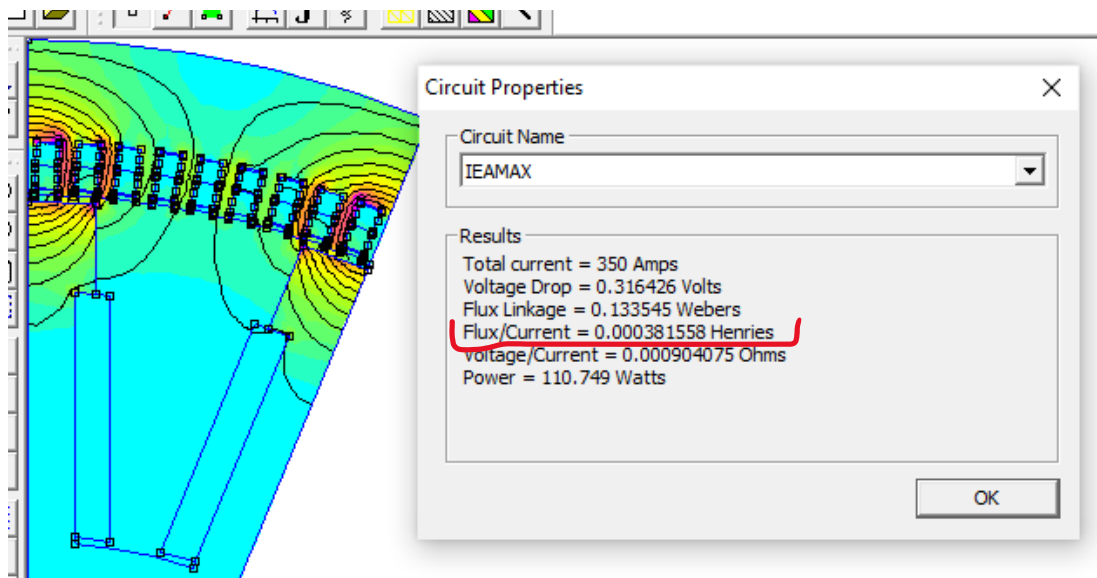 Circuit Properties
Circuit Name
IEAMAX
Results
Total current = 350 Amps
Voltage Drop = 0.316426 Volts
Flux Linkage = 0.133545 Webers
Flux/Current = 0.000381558 Henries
Voltage/Current = 0.000904075 Ohms
Power = 110.749 Watts
OK